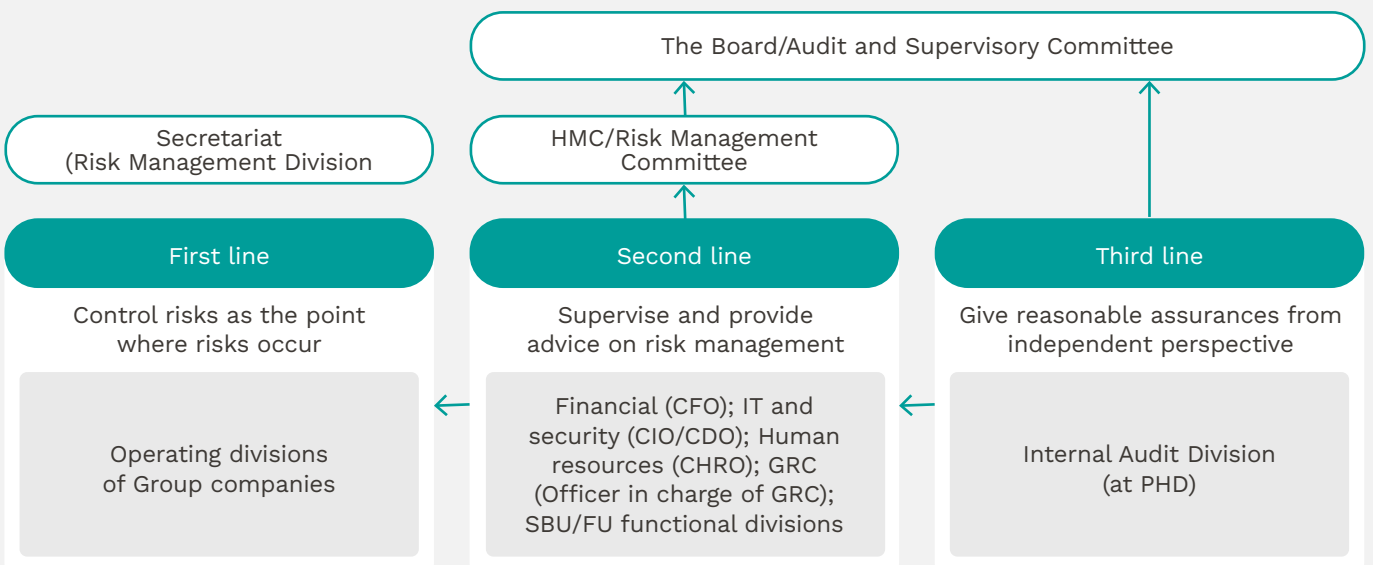 The Board/Audit and Supervisory Committee
Secretariat
(Risk Management Division
HMC/Risk Management
Committee
First line
Control risks as the point
where risks occur
Operating divisions
of Group companies
Second line
Supervise and provide
advice on risk management
Financial (CFO); IT and
security (CIO/CDO); Human
resources (CHRO); GRC
(Officer in charge of GRC);
SBU/FU functional divisions
Third line
Give reasonable assurances from
independent perspective
Internal Audit Division
(at PHD)